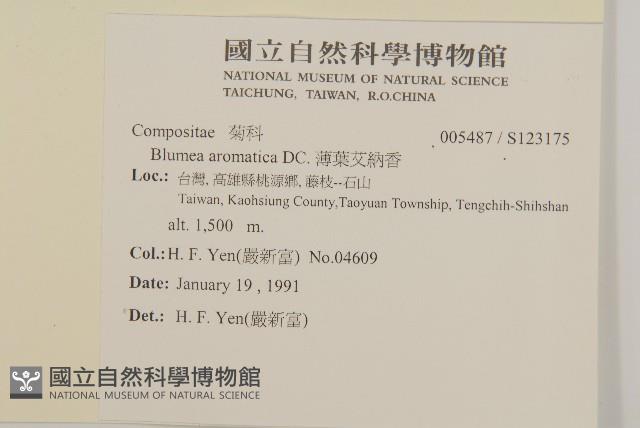 國立自然科學博物館
NATIONAL MUSEUM OF NATURAL SCIENCE
TAICHUNG, TAIWAN, R.O.CHINA
Compositae 菊科 005487 / S123175
Blumea aromatica DC. 薄葉艾納香
Loc.: 台灣, 高雄縣桃源鄉, 藤枝--石山
Taiwan, Kaohsiung County,Taoyuan Township, Tengchih-Shihshan
alt. 1,500 m.
Col.: H. F. Yen(嚴新富) No.04609
Date: January 19 , 1991
Det.: H. F. Yen(嚴新富)
國立自然科學博物館
NATIONAL MUSEUM OF NATURAL SCIENCE